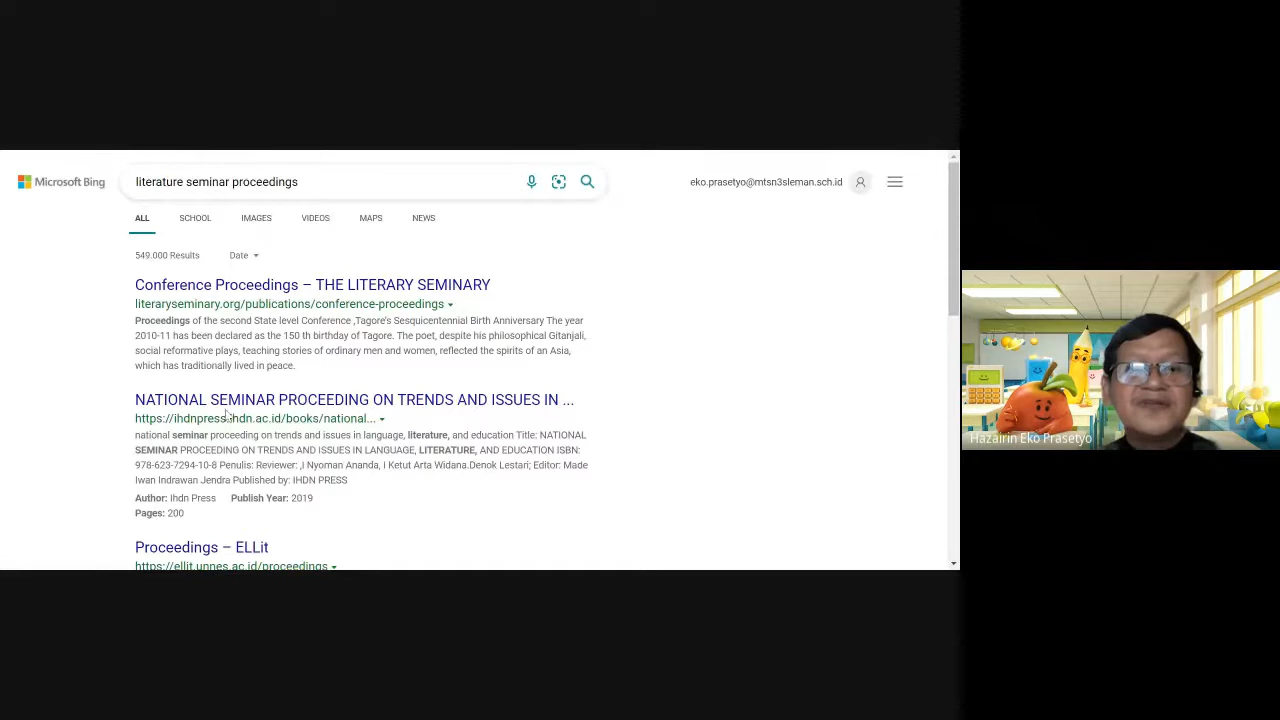 Microsoft Bing
literature seminar proceedings
eko.prasetyo@mtsn3sleman.sch.id
ALL SCHOOL IMAGES VIDEOS MAPS NEWS
549.000 Results Date
Conference Proceedings – THE LITERARY SEMINARY
literaryseminary.org/publications/conference-proceedings
Proceedings of the second State level Conference ,Tagore's Sesquicentennial Birth Anniversary The year
2010-11 has been declared as the 150 th birthday of Tagore. The poet, despite his philosophical Gitanjali,
social reformative plays, teaching stories of ordinary men and women, reflected the spirits of an Asia,
which has traditionally lived in peace.
NATIONAL SEMINAR PROCEEDING ON TRENDS AND ISSUES IN ...
https://ihdnpress.ihdn.ac.id/books/national...
national seminar proceeding on trends and issues in language, literature, and education Title: NATIONAL
SEMINAR PROCEEDING ON TRENDS AND ISSUES IN LANGUAGE, LITERATURE, AND EDUCATION ISBN:
978-623-7294-10-8 Penulis: Reviewer: ,I Nyoman Ananda, I Ketut Arta Widana.Denok Lestari; Editor: Made
Iwan Indrawan Jendra Published by: IHDN PRESS
Author: Ihdn Press Publish Year: 2019
Pages: 200
Proceedings – ELLit
https://ellit.unnes.ac.id/proceedings
Hazairin Eko Prasetyo